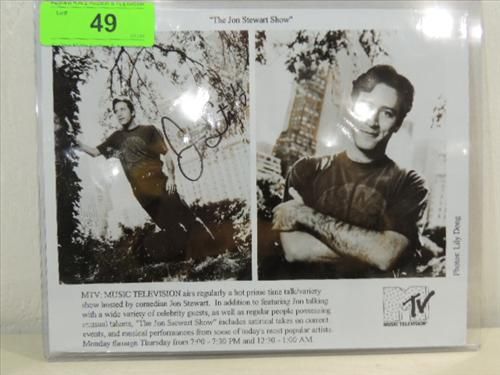 Lot#
49
"The Jon Stewart Show"
Photos: Lily Dong
MTV: MUSIC TELEVISION airs regularly a hot prime time talk/variety
show hosted by comedian Jon Stewart. In addition to featuring Jon talking
with a wide variety of celebrity guests, as well as regular people possessing
unusual talents, "The Jon Stewart Show" includes satirical takes on current
events, and musical performances from some of today's most popular artists.
Monday through Thursday from 7:00 - 7:30 PM and 12:30 - 1:00 AM.
MTV
MUSIC TELEVISION